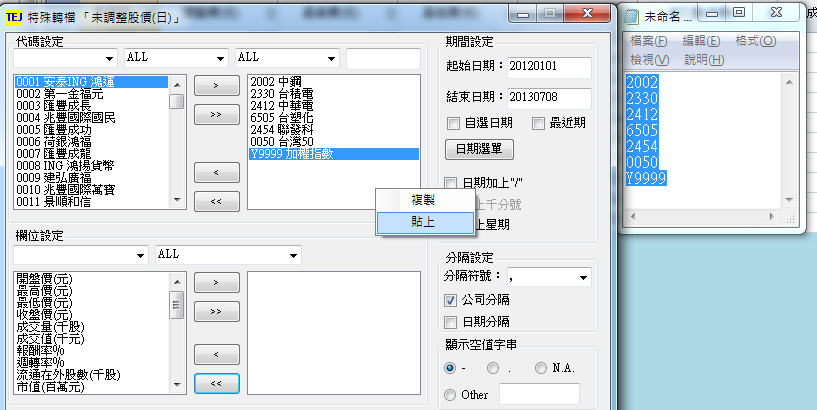 TEJ 特殊轉檔 「未調整股價(日)」
代碼設定
ALL
ALL
0001 安泰ING 鴻運
0002 第一金福元
0003 匯豐成長
0004 兆豐國際國民
0005 匯豐成功
0006 荷銀鴻福
0007 匯豐成龍
0008 ING 鴻揚貨幣
0009 建弘廣福
0010 兆豐國際萬寶
0011 景順和信
>
>>
<
<<
2002 中鋼
2330 台積電
2412 中華電
6505 台塑化
2454 聯發科
0050 台灣50
Y9999 加權指數
複製
貼上
欄位設定
ALL
開盤價(元)
最高價(元)
最低價(元)
收盤價(元)
成交量(千股)
成交值(千元)
報酬率%
週轉率%
流通在外股數(千股)
市值(百萬元)
>
>>
<
<<
期間設定
起始日期： 20120101
結束日期： 20130708
自選日期
最近期
日期選單
日期加上"/"
上千分號
上星期
分隔設定
分隔符號： ,
公司分隔
日期分隔
顯示空值字串
-
.
N.A.
Other
未命名 ...
檔案(F) 編輯(E) 格式(O)
檢視(V) 說明(H)
2002
2330
2412
6505
2454
0050
Y9999
成